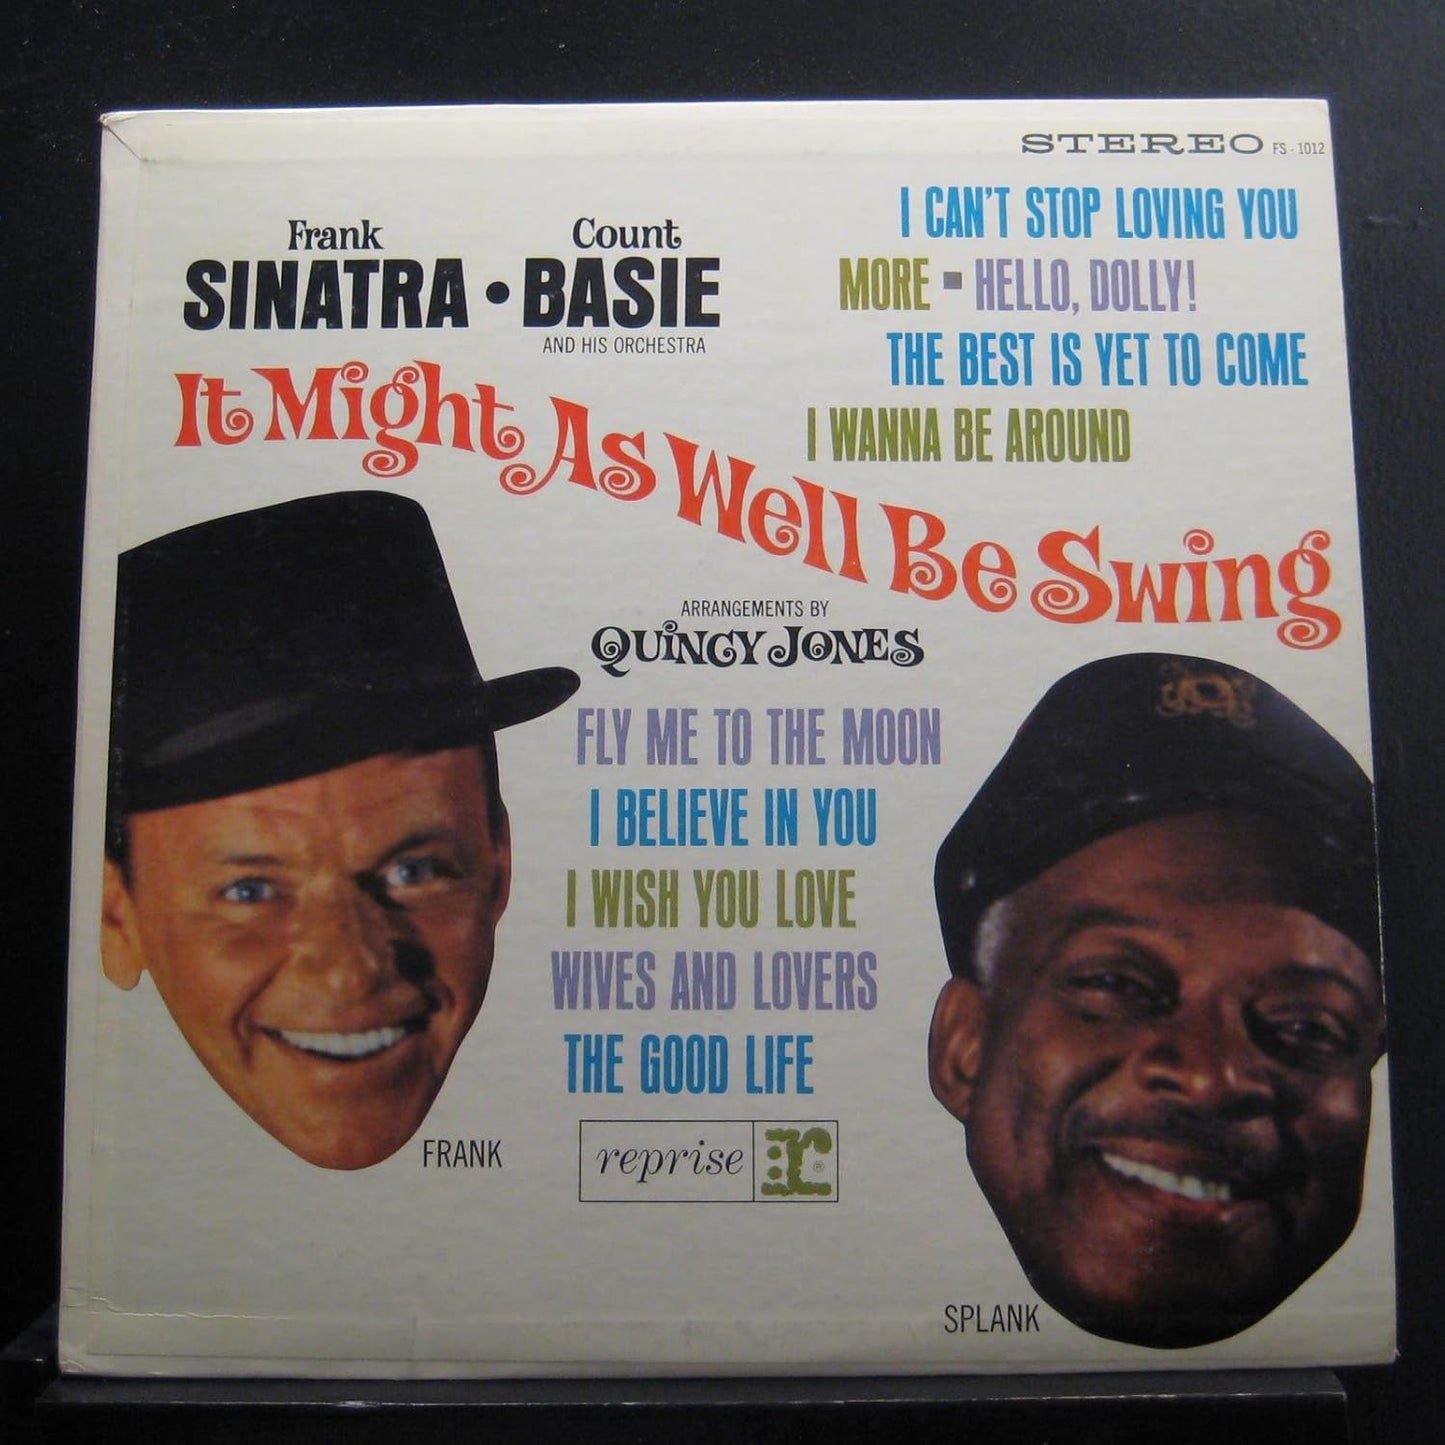 STEREO FS-1012
Frank SINATRA • Count BASIE
AND HIS ORCHESTRA
It Might As Well Be Swing
I CAN'T STOP LOVING YOU
MORE ▪ HELLO, DOLLY!
THE BEST IS YET TO COME
I WANNA BE AROUND
ARRANGEMENTS BY
QUINCY JONES
FLY ME TO THE MOON
I BELIEVE IN YOU
I WISH YOU LOVE
WIVES AND LOVERS
THE GOOD LIFE
FRANK
reprise r ®
SPLANK